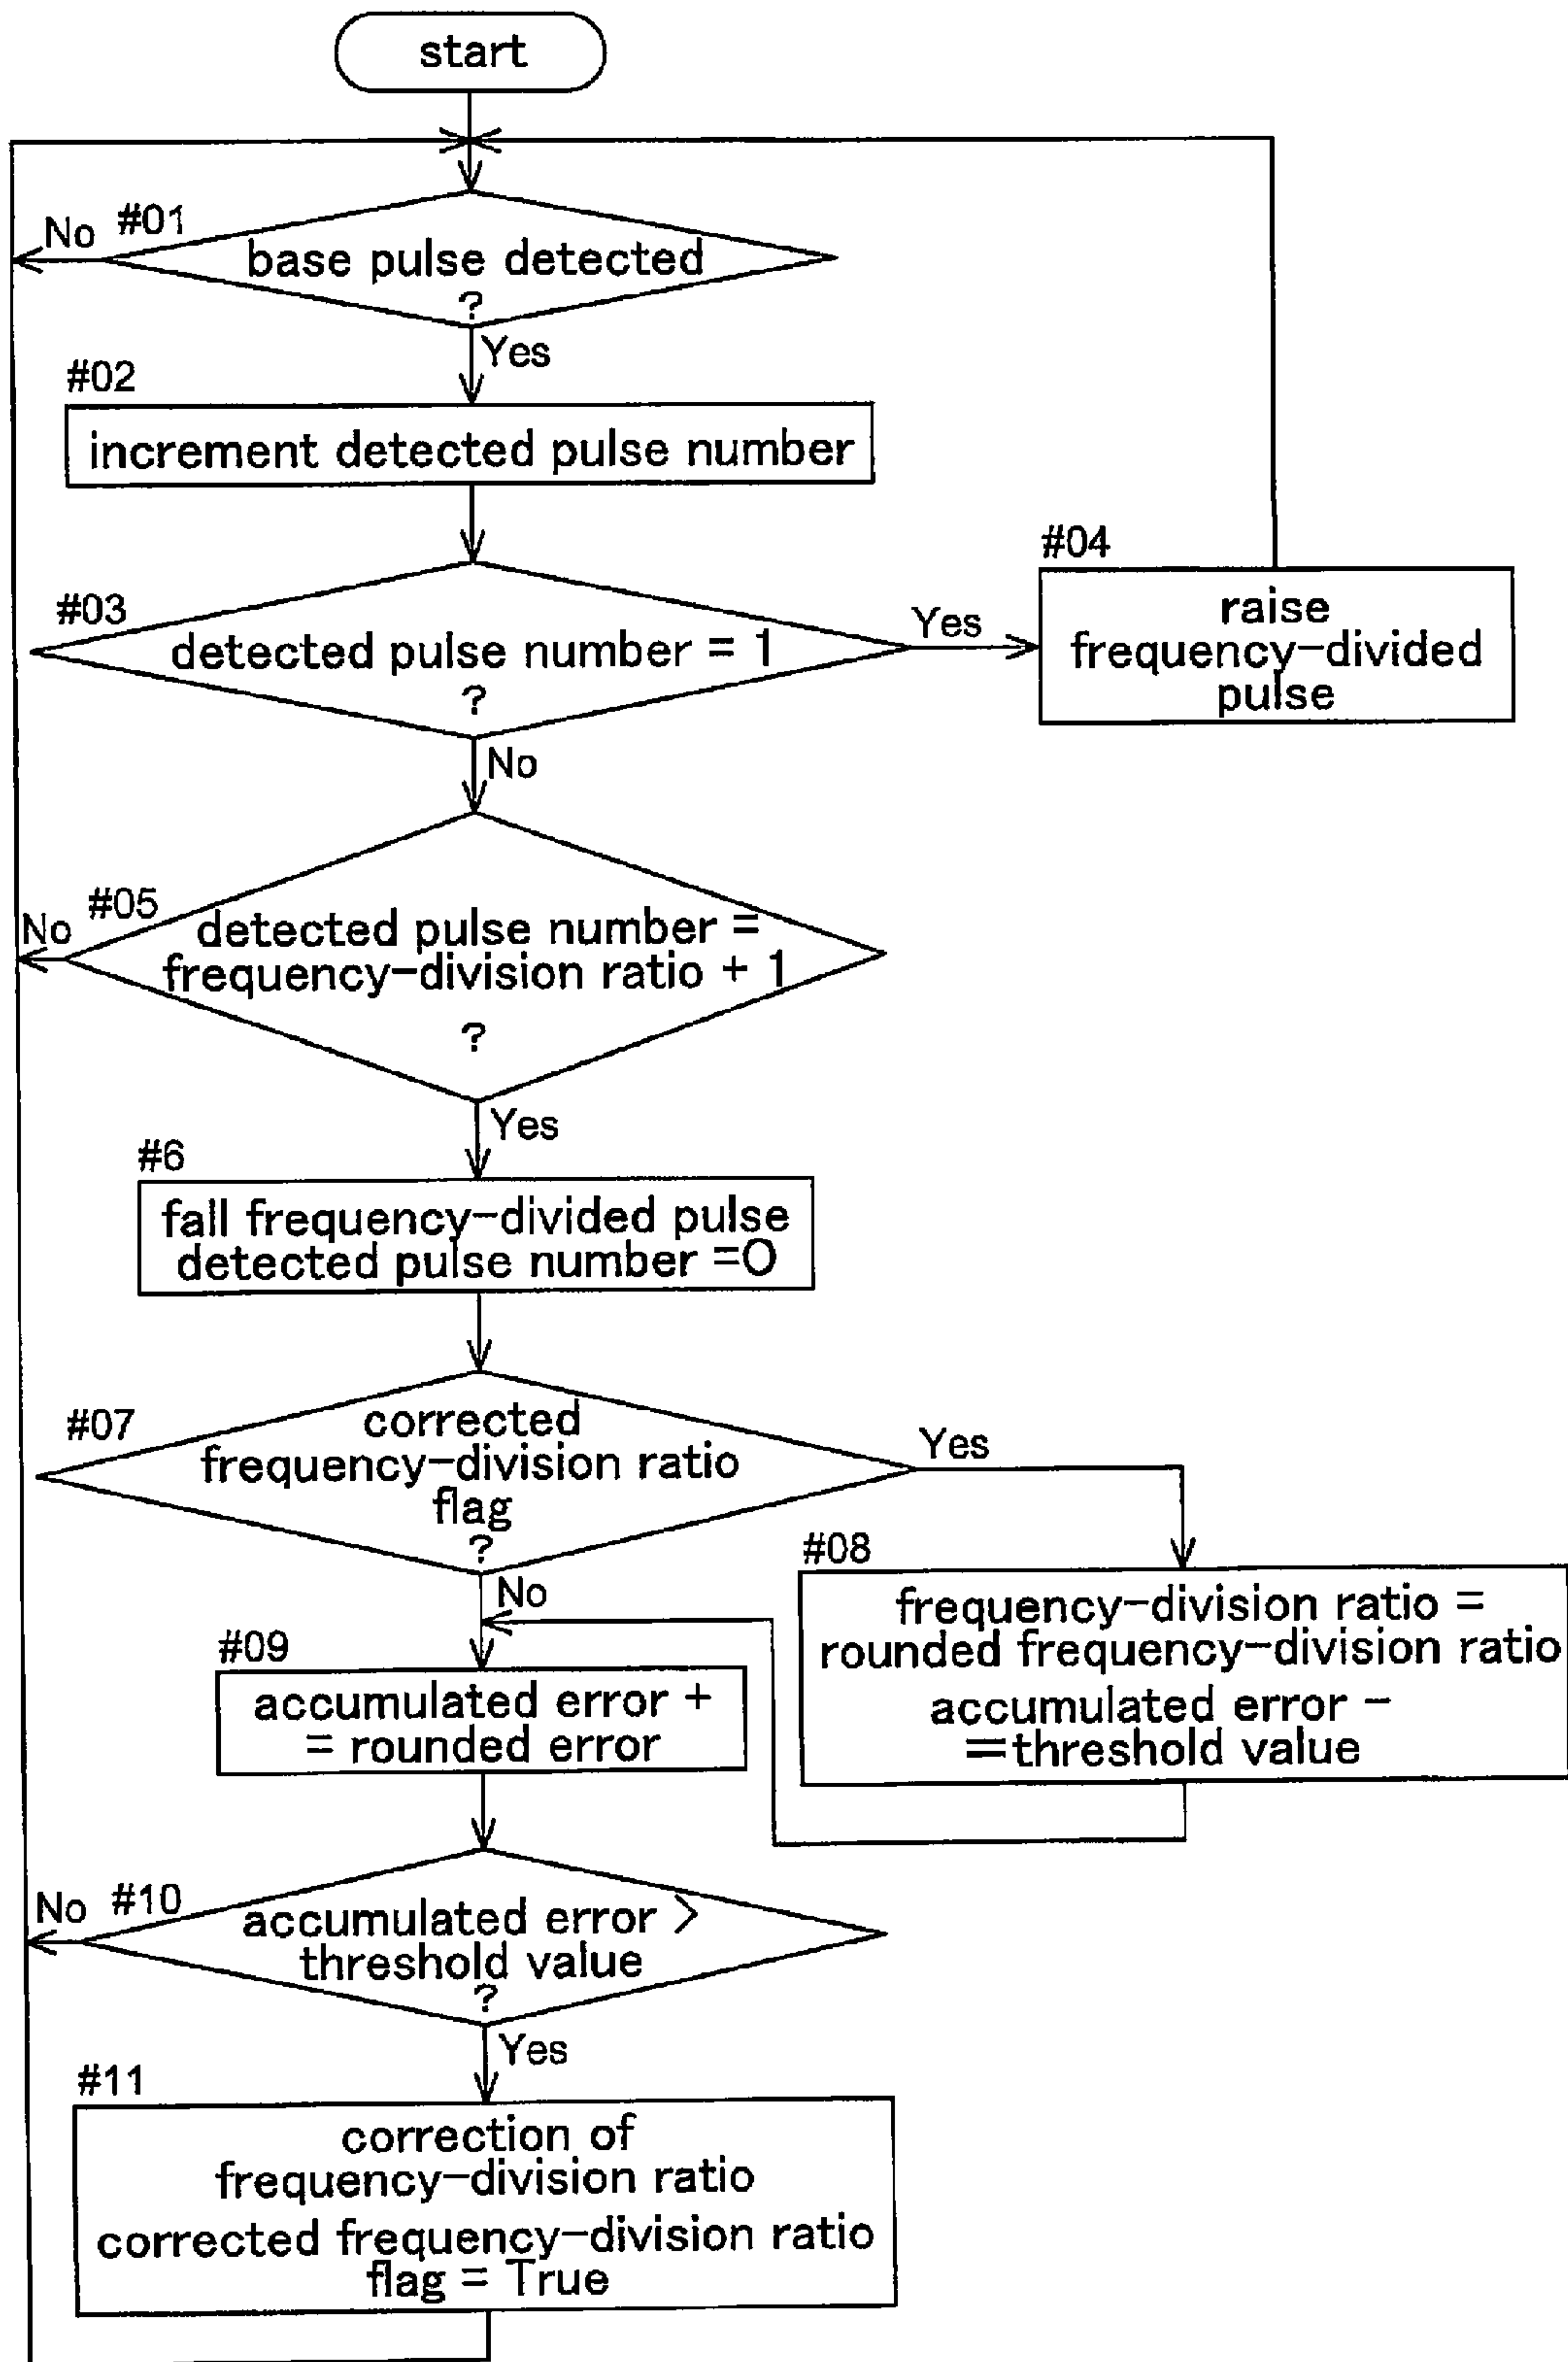 start
#01
No
base pulse detected
?
Yes
#02
increment detected pulse number
#03
detected pulse number = 1
?
Yes
#04
raise
frequency-divided
pulse
No
#05
No
detected pulse number =
frequency-division ratio + 1
?
Yes
#6
fall frequency-divided pulse
detected pulse number =0
#07
corrected
frequency-division ratio
flag
?
Yes
#08
frequency-division ratio =
rounded frequency-division ratio
accumulated error -
=threshold value
No
#09
accumulated error +
= rounded error
#10
No
accumulated error >
threshold value
?
Yes
#11
correction of
frequency-division ratio
corrected frequency-division ratio
flag = True